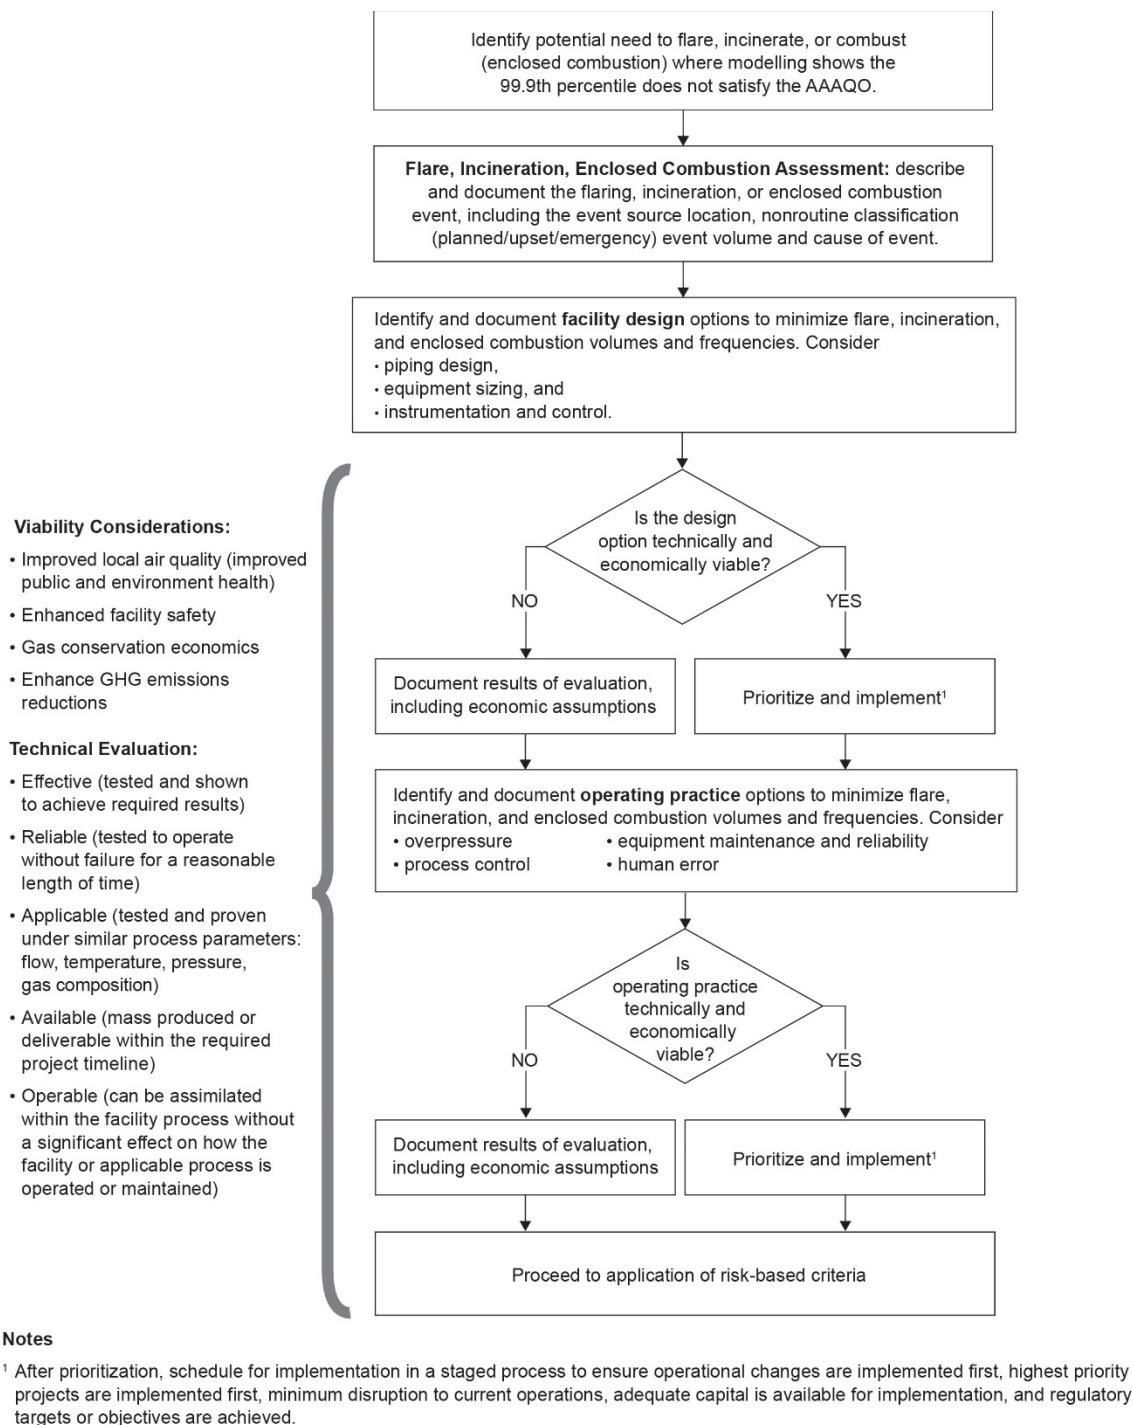 Identify potential need to flare, incinerate, or combust
(enclosed combustion) where modelling shows the
99.9th percentile does not satisfy the AAAQO.
Flare, Incineration, Enclosed Combustion Assessment: describe
and document the flaring, incineration, or enclosed combustion
event, including the event source location, nonroutine classification
(planned/upset/emergency) event volume and cause of event.
Identify and document facility design options to minimize flare, incineration,
and enclosed combustion volumes and frequencies. Consider
• piping design,
• equipment sizing, and
• instrumentation and control.
Is the design
option technically and
economically viable?
NO
YES
Document results of evaluation,
including economic assumptions
Prioritize and implement¹
Identify and document operating practice options to minimize flare,
incineration, and enclosed combustion volumes and frequencies. Consider
• overpressure
• equipment maintenance and reliability
• process control
• human error
Is
operating practice
technically and
economically
viable?
NO
YES
Document results of evaluation,
including economic assumptions
Prioritize and implement¹
Proceed to application of risk-based criteria
Viability Considerations:
• Improved local air quality (improved
public and environment health)
• Enhanced facility safety
• Gas conservation economics
• Enhance GHG emissions
reductions
Technical Evaluation:
• Effective (tested and shown
to achieve required results)
• Reliable (tested to operate
without failure for a reasonable
length of time)
• Applicable (tested and proven
under similar process parameters:
flow, temperature, pressure,
gas composition)
• Available (mass produced or
deliverable within the required
project timeline)
• Operable (can be assimilated
within the facility process without
a significant effect on how the
facility or applicable process is
operated or maintained)
Notes
¹ After prioritization, schedule for implementation in a staged process to ensure operational changes are implemented first, highest priority
projects are implemented first, minimum disruption to current operations, adequate capital is available for implementation, and regulatory
targets or objectives are achieved.